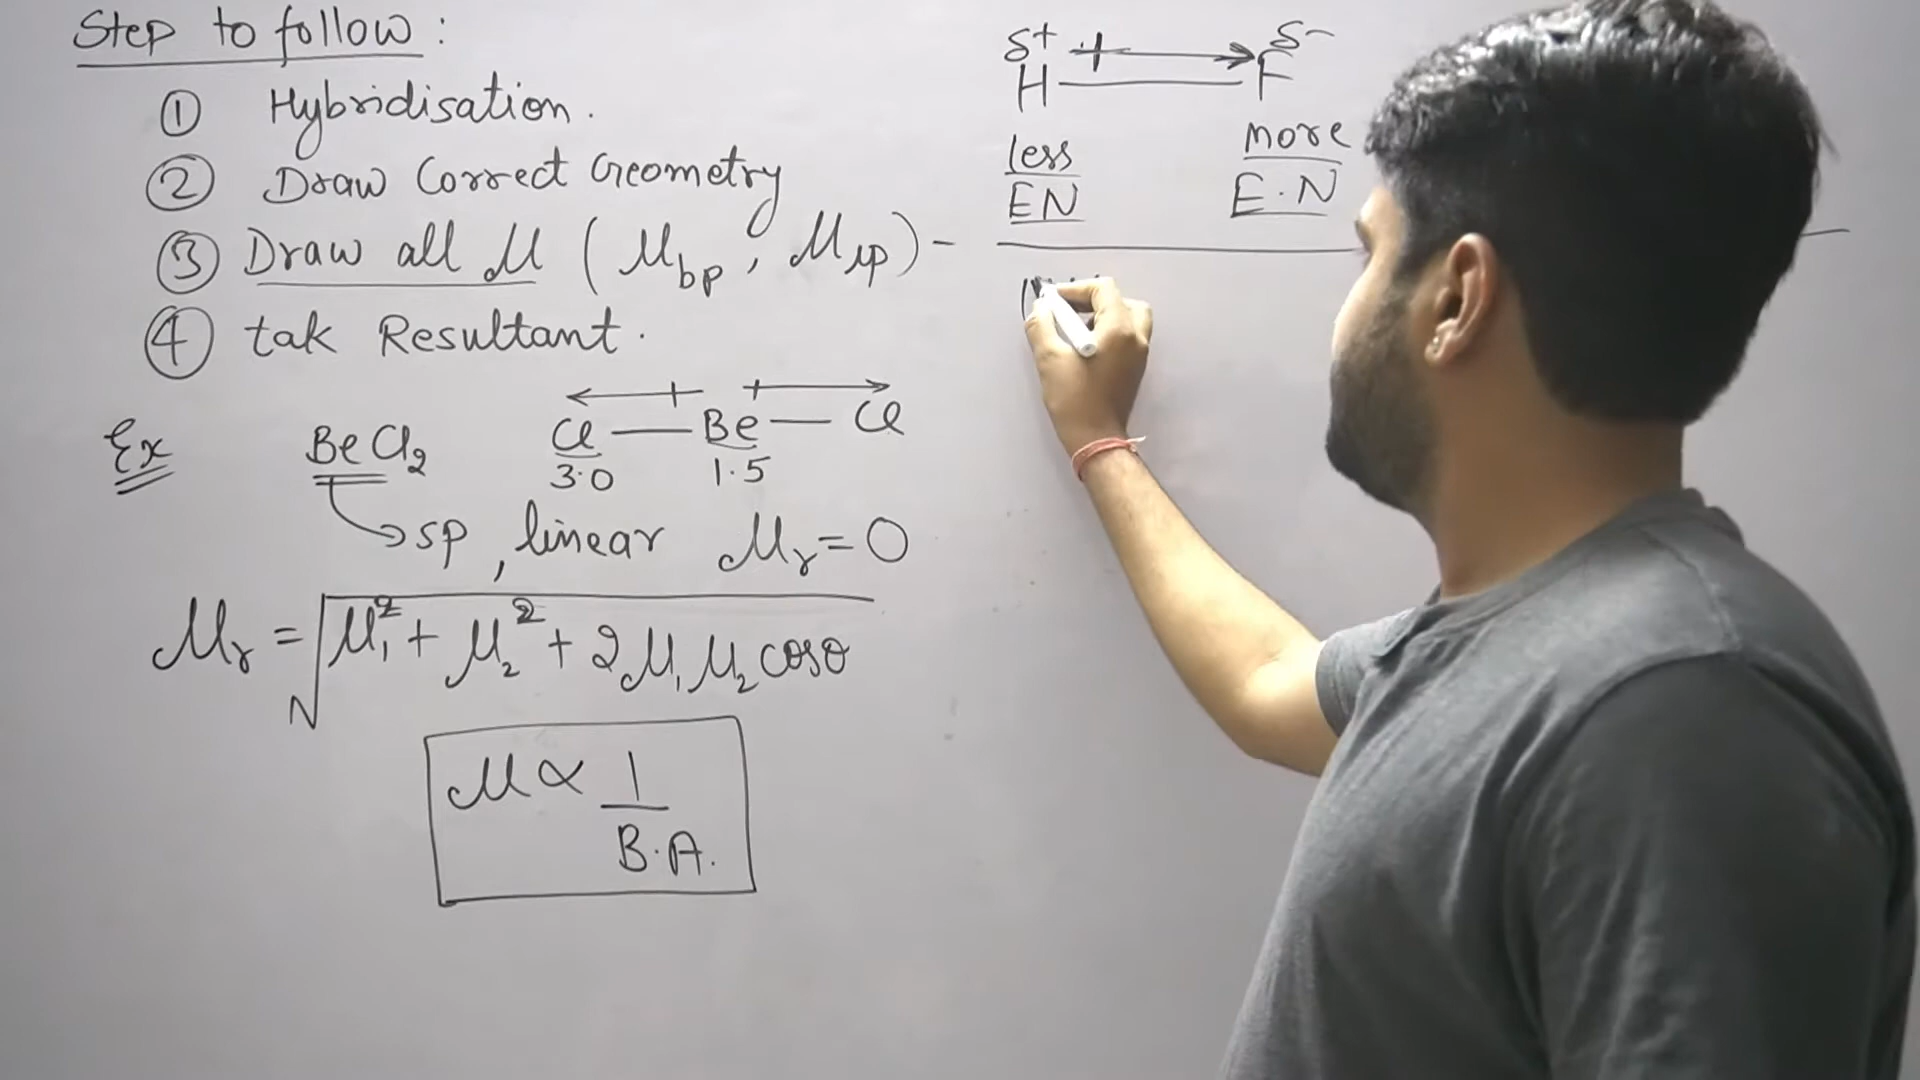 Step to follow :
① Hybridisation.
② Draw Correct Geometry
③ Draw all μ ( μbp , μlp) -
④ tak Resultant.
Ex BeCl₂ Cl — Be — Cl
3.0 1.5
sp , linear μr = 0
μr = √μ₁² + μ₂² + 2μ₁μ₂ cosθ
μ ∝ 1/B.A.
δ+ δ-
H — F
less more
EN E.N